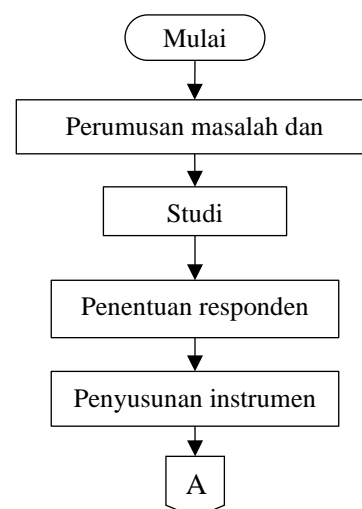 Mulai
Perumusan masalah dan
Studi
Penentuan responden
Penyusunan instrumen
A